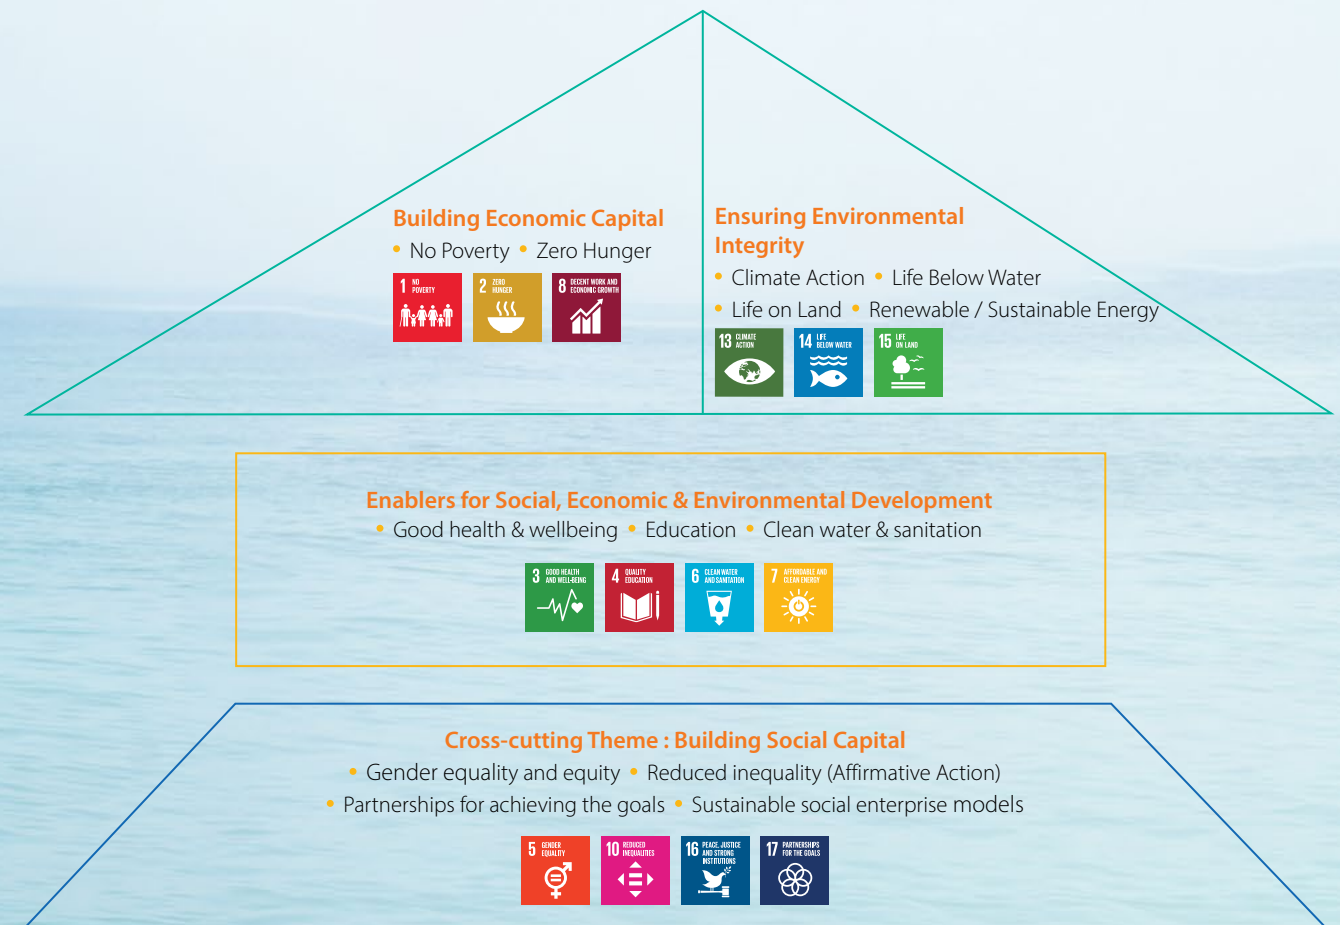 Building Economic Capital
• No Poverty • Zero Hunger
1 NO POVERTY
2 ZERO HUNGER
8 DECENT WORK AND ECONOMIC GROWTH
Ensuring Environmental
Integrity
• Climate Action • Life Below Water
• Life on Land • Renewable / Sustainable Energy
13 CLIMATE ACTION
14 LIFE BELOW WATER
15 LIFE ON LAND
Enablers for Social, Economic & Environmental Development
• Good health & wellbeing • Education • Clean water & sanitation
3 GOOD HEALTH AND WELL-BEING
4 QUALITY EDUCATION
6 CLEAN WATER AND SANITATION
7 AFFORDABLE AND CLEAN ENERGY
Cross-cutting Theme : Building Social Capital
• Gender equality and equity • Reduced inequality (Affirmative Action)
• Partnerships for achieving the goals • Sustainable social enterprise models
5 GENDER EQUALITY
10 REDUCED INEQUALITIES
16 PEACE, JUSTICE AND STRONG INSTITUTIONS
17 PARTNERSHIPS FOR THE GOALS